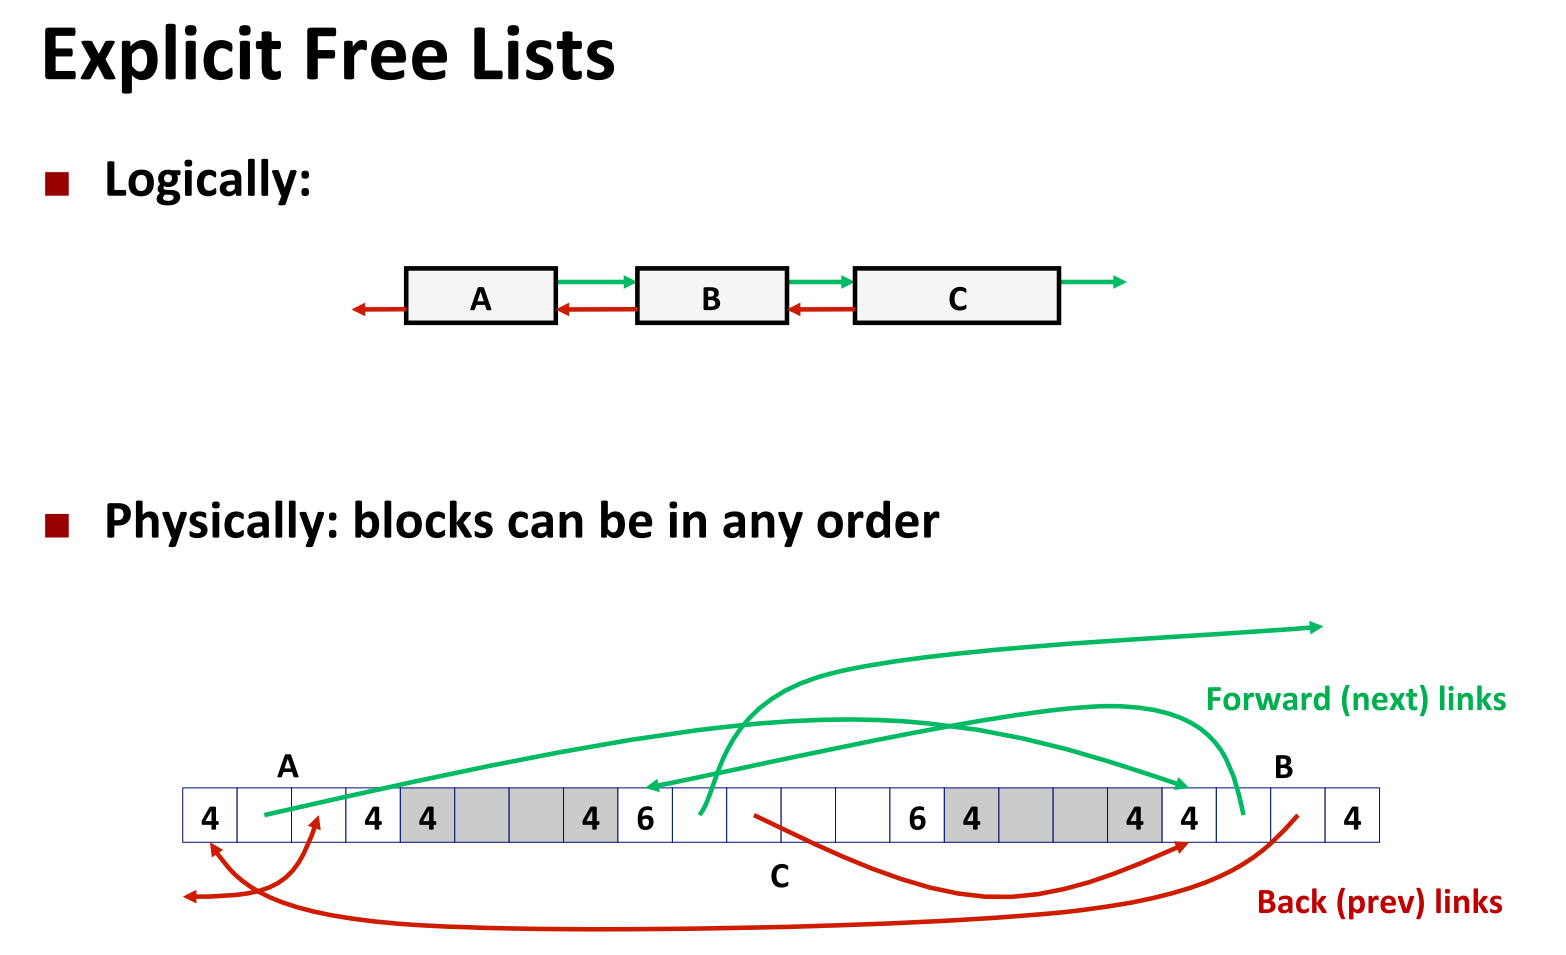 Explicit Free Lists
Logically:
A B C
Physically: blocks can be in any order
Forward (next) links
A B
4 4 4 4 6 6 4 4 4 4
C
Back (prev) links